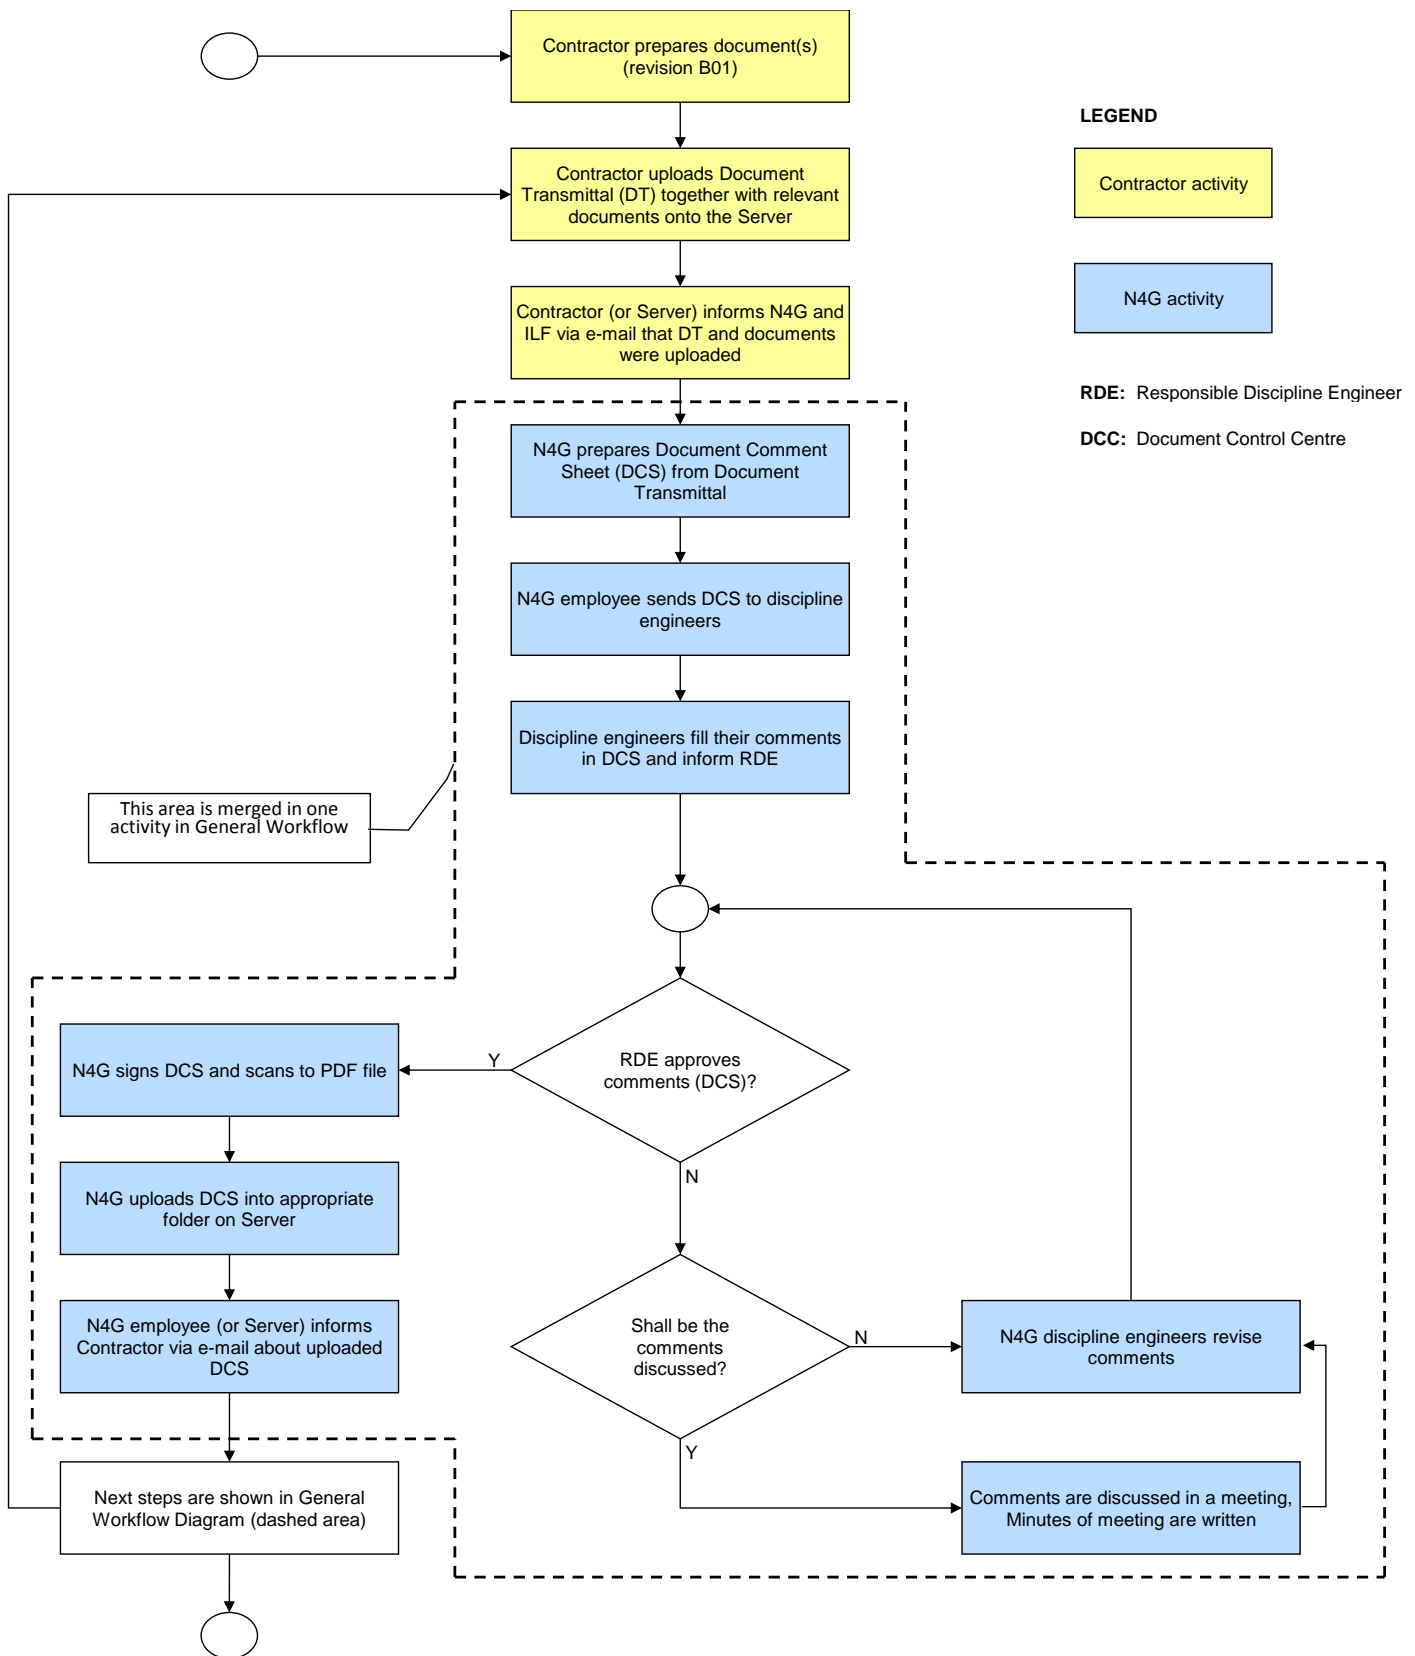 Contractor prepares document(s)
(revision B01)
LEGEND
Contractor uploads Document
Transmittal (DT) together with relevant
documents onto the Server
Contractor activity
Contractor (or Server) informs N4G and
ILF via e-mail that DT and documents
were uploaded
N4G activity
RDE: Responsible Discipline Engineer
DCC: Document Control Centre
N4G prepares Document Comment
Sheet (DCS) from Document
Transmittal
N4G employee sends DCS to discipline
engineers
Discipline engineers fill their comments
in DCS and inform RDE
This area is merged in one
activity in General Workflow
RDE approves
comments (DCS)?
Y
N
N4G signs DCS and scans to PDF file
N4G uploads DCS into appropriate
folder on Server
N4G employee (or Server) informs
Contractor via e-mail about uploaded
DCS
Shall be the
comments
discussed?
N
Y
N4G discipline engineers revise
comments
Next steps are shown in General
Workflow Diagram (dashed area)
Comments are discussed in a meeting,
Minutes of meeting are written